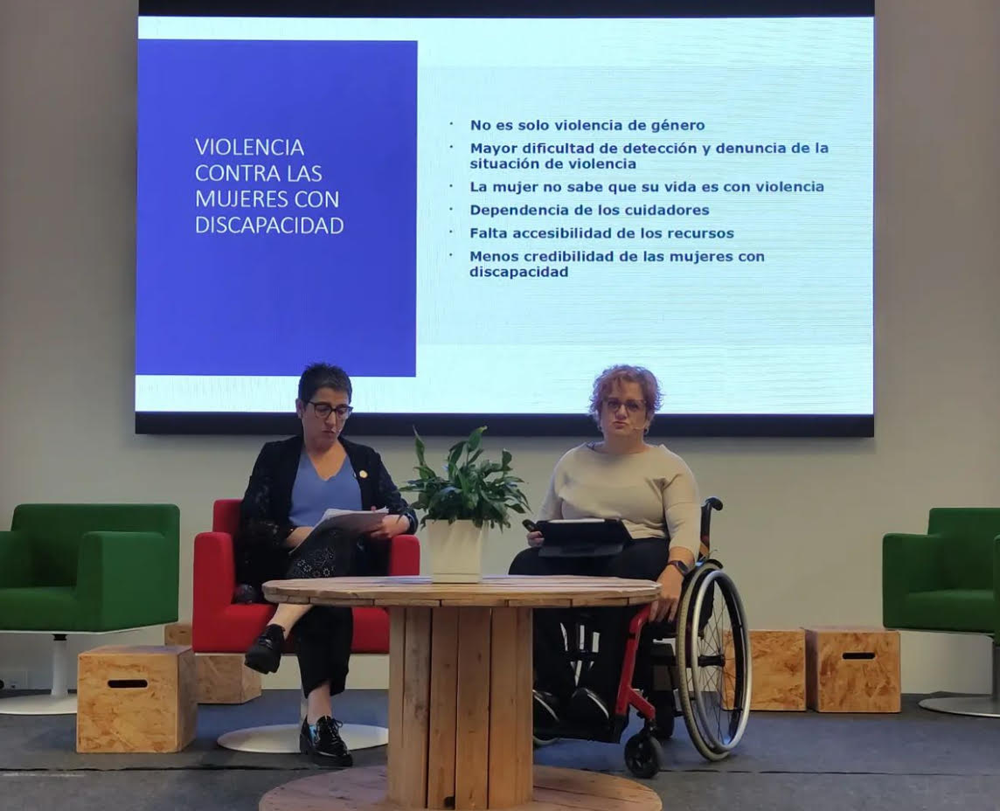 VIOLENCIA
CONTRA LAS
MUJERES CON
DISCAPACIDAD
· No es solo violencia de género
· Mayor dificultad de detección y denuncia de la
situación de violencia
· La mujer no sabe que su vida es con violencia
· Dependencia de los cuidadores
· Falta accesibilidad de los recursos
· Menos credibilidad de las mujeres con
discapacidad